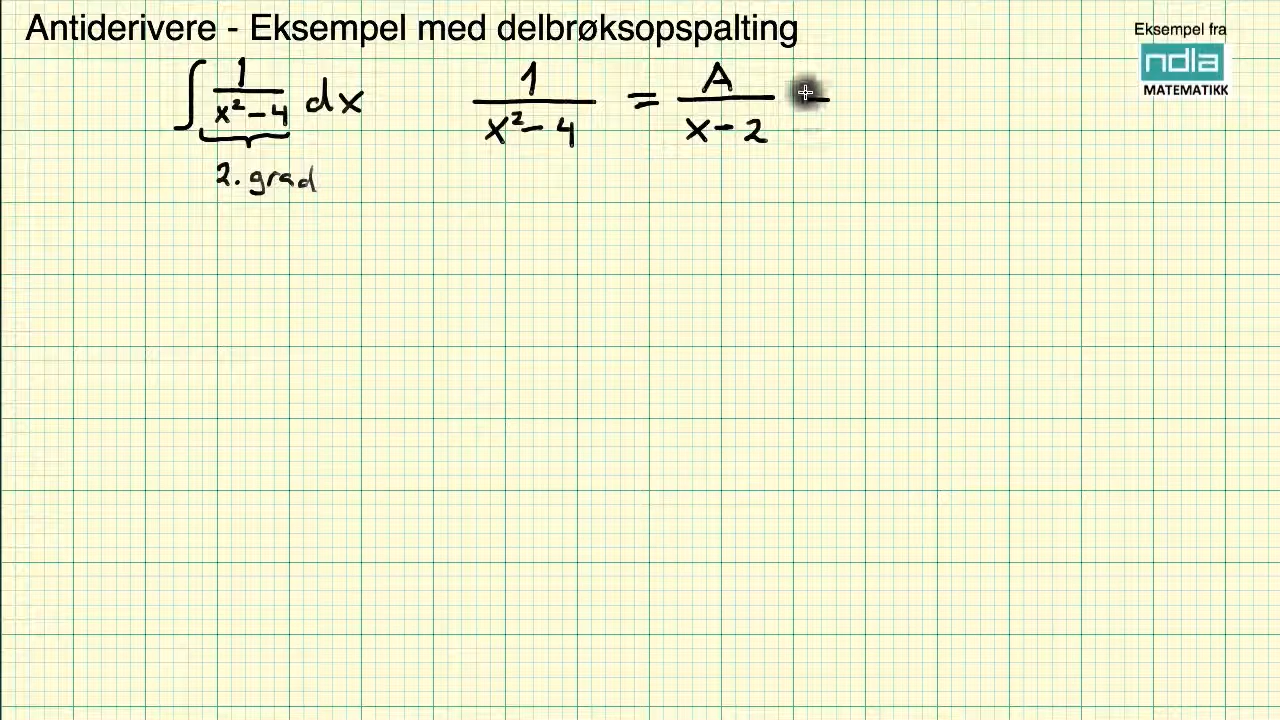 Antiderivere - Eksempel med delbrøksopspalting
Eksempel fra
ndla
MATEMATIKK
∫ 1/(x² - 4) dx
2. grad
1/(x² - 4) = A/(x - 2) +